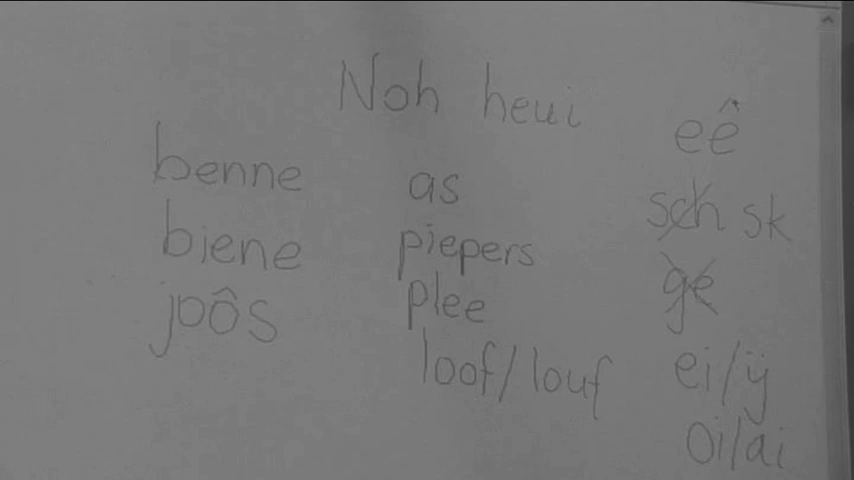 Noh heui
benne
biene
joôs
as
piepers
plee
loof/louf
eê
sch sk
ge
ei/ÿ
oi/ai